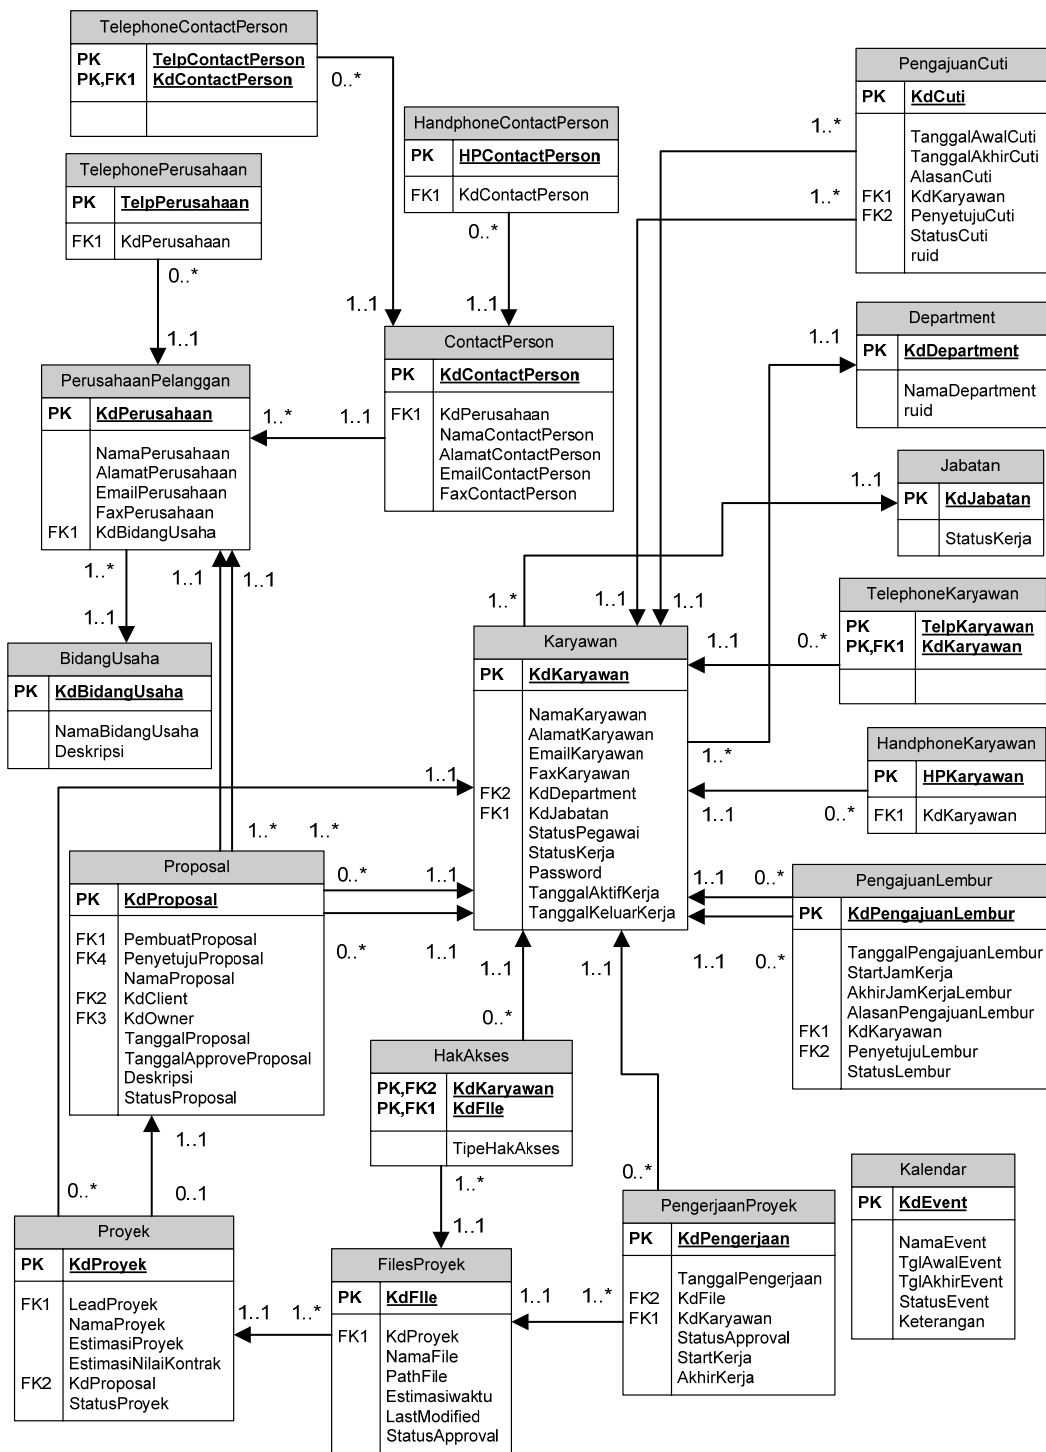 TelephoneContactPerson
PK TelpContactPerson
PK,FK1 KdContactPerson
0..*
1..1
HandphoneContactPerson
PK HPContactPerson
FK1 KdContactPerson
0..*
1..1
TelephonePerusahaan
PK TelpPerusahaan
FK1 KdPerusahaan
0..*
1..1
PengajuanCuti
PK KdCuti
TanggalAwalCuti
TanggalAkhirCuti
AlasanCuti
FK1 KdKaryawan
FK2 PenyetujuCuti
StatusCuti
ruid
1..*
1..*
1..1
1..1
ContactPerson
PK KdContactPerson
FK1 KdPerusahaan
NamaContactPerson
AlamatContactPerson
EmailContactPerson
FaxContactPerson
1..*
1..1
PerusahaanPelanggan
PK KdPerusahaan
NamaPerusahaan
AlamatPerusahaan
EmailPerusahaan
FaxPerusahaan
FK1 KdBidangUsaha
1..*
1..1
1..1
1..1
Department
PK KdDepartment
NamaDepartment
ruid
1..1
Jabatan
PK KdJabatan
StatusKerja
1..1
1..*
TelephoneKaryawan
PK TelpKaryawan
PK,FK1 KdKaryawan
1..1
0..*
BidangUsaha
PK KdBidangUsaha
NamaBidangUsaha
Deskripsi
Karyawan
PK KdKaryawan
NamaKaryawan
AlamatKaryawan
EmailKaryawan
FaxKaryawan
FK2 KdDepartment
FK1 KdJabatan
StatusPegawai
StatusKerja
Password
TanggalAktifKerja
TanggalKeluarKerja
1..*
1..1
HandphoneKaryawan
PK HPKaryawan
FK1 KdKaryawan
1..1
0..*
1..*
1..*
Proposal
PK KdProposal
FK1 PembuatProposal
FK4 PenyetujuProposal
NamaProposal
FK2 KdClient
FK3 KdOwner
TanggalProposal
TanggalApproveProposal
Deskripsi
StatusProposal
0..*
1..1
0..*
1..1
PengajuanLembur
PK KdPengajuanLembur
TanggalPengajuanLembur
StartJamKerja
AkhirJamKerjaLembur
AlasanPengajuanLembur
FK1 KdKaryawan
FK2 PenyetujuLembur
StatusLembur
1..1
0..*
1..1
0..*
1..1
1..1
0..*
HakAkses
PK,FK2 KdKaryawan
PK,FK1 KdFIle
TipeHakAkses
1..*
1..1
1..1
0..1
0..*
0..*
Proyek
PK KdProyek
FK1 LeadProyek
NamaProyek
EstimasiProyek
EstimasiNilaiKontrak
FK2 KdProposal
StatusProyek
1..1
1..*
FilesProyek
PK KdFIle
FK1 KdProyek
NamaFile
PathFile
Estimasiwaktu
LastModified
StatusApproval
1..1
1..*
PengerjaanProyek
PK KdPengerjaan
TanggalPengerjaan
FK2 KdFile
FK1 KdKaryawan
StatusApproval
StartKerja
AkhirKerja
Kalendar
PK KdEvent
NamaEvent
TglAwalEvent
TglAkhirEvent
StatusEvent
Keterangan